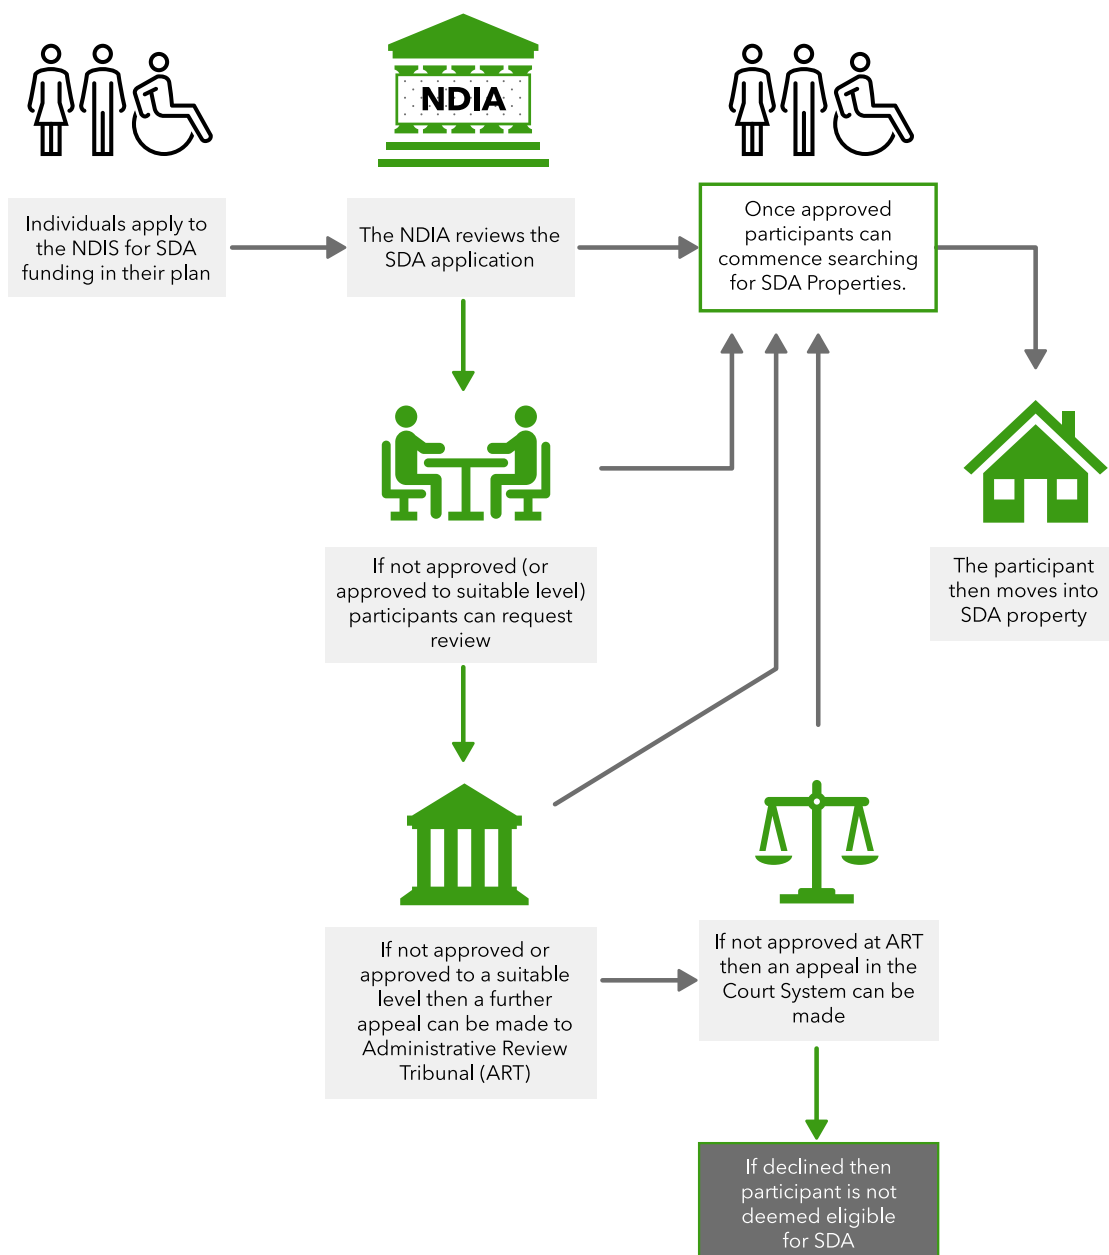 NDIA
Individuals apply to
the NDIS for SDA
funding in their plan
The NDIA reviews the
SDA application
Once approved
participants can
commence searching
for SDA Properties.
If not approved (or
approved to suitable level)
participants can request
review
The participant
then moves into
SDA property
If not approved or
approved to a suitable
level then a further
appeal can be made to
Administrative Review
Tribunal (ART)
If not approved at ART
then an appeal in the
Court System can be
made
If declined then
participant is not
deemed eligible
for SDA